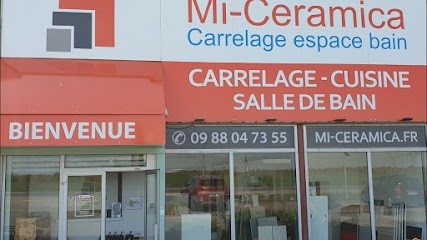 Mi-Ceramica
Carrelage espace bain
CARRELAGE - CUISINE
SALLE DE BAIN
BIENVENUE
09 88 04 73 55
MI-CERAMICA.FR